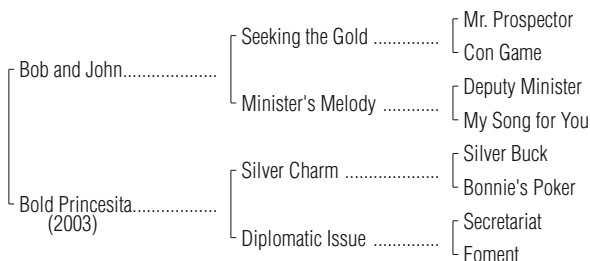 Mr. Prospector
Seeking the Gold ..............
Con Game
Bob and John....................
Deputy Minister
Minister's Melody ............
My Song for You
Silver Buck
Silver Charm ....................
Bonnie's Poker
Bold Princesita..................
(2003)
Secretariat
Diplomatic Issue ..............
Foment